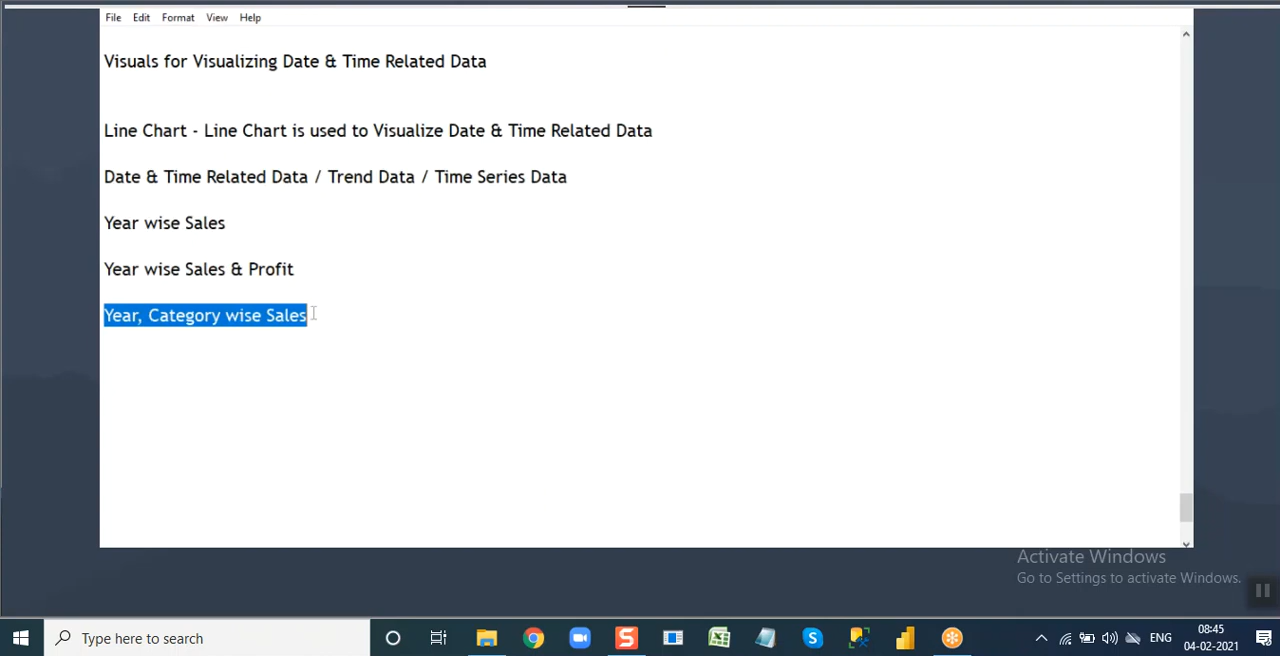 File Edit Format View Help
Visuals for Visualizing Date & Time Related Data
Line Chart - Line Chart is used to Visualize Date & Time Related Data
Date & Time Related Data / Trend Data / Time Series Data
Year wise Sales
Year wise Sales & Profit
Year, Category wise Sales
Activate Windows
Go to Settings to activate Windows.
Type here to search
ENG
08:45
04-02-2021